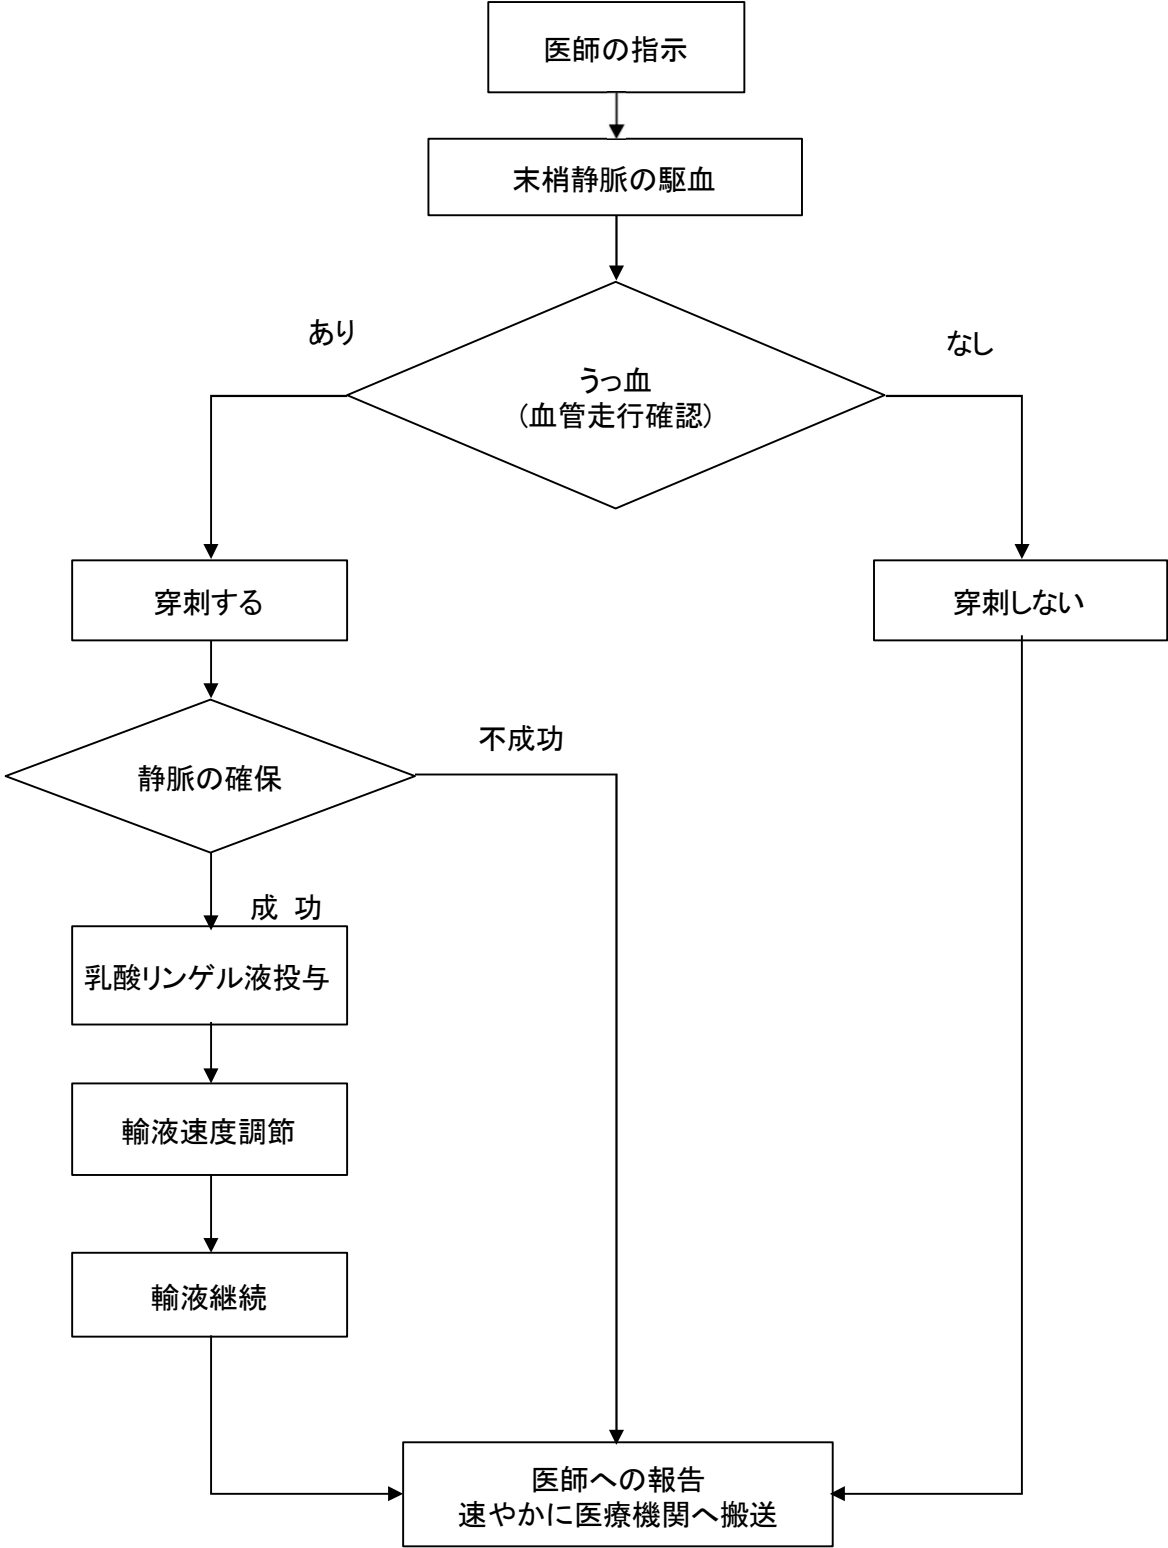 医師の指示
末梢静脈の駆血
あり
なし
うっ血
(血管走行確認)
穿刺する
穿刺しない
不成功
静脈の確保
成 功
乳酸リンゲル液投与
輸液速度調節
輸液継続
医師への報告
速やかに医療機関へ搬送